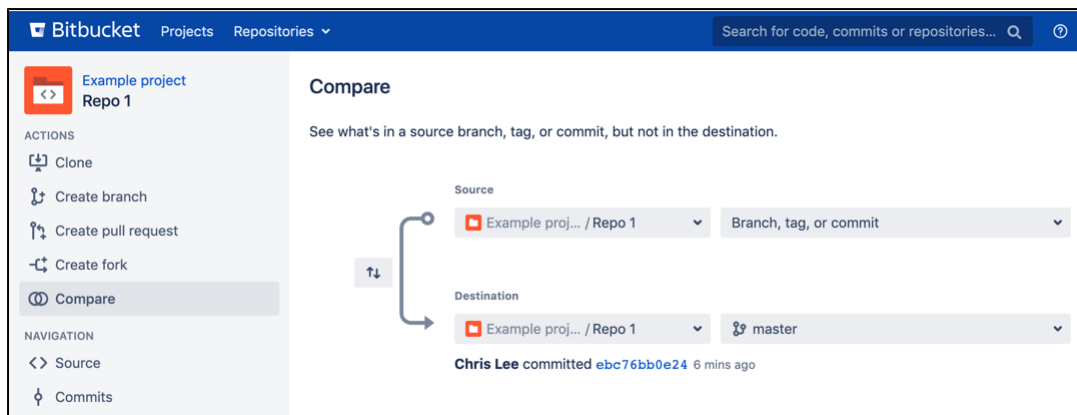 Bitbucket Projects Repositories Search for code, commits or repositories...
Example project
Repo 1
ACTIONS
Clone
Create branch
Create pull request
Create fork
Compare
NAVIGATION
Source
Commits
Compare
See what's in a source branch, tag, or commit, but not in the destination.
Source
Example proj... / Repo 1 Branch, tag, or commit
Destination
Example proj... / Repo 1 master
Chris Lee committed ebc76bb0e24 6 mins ago